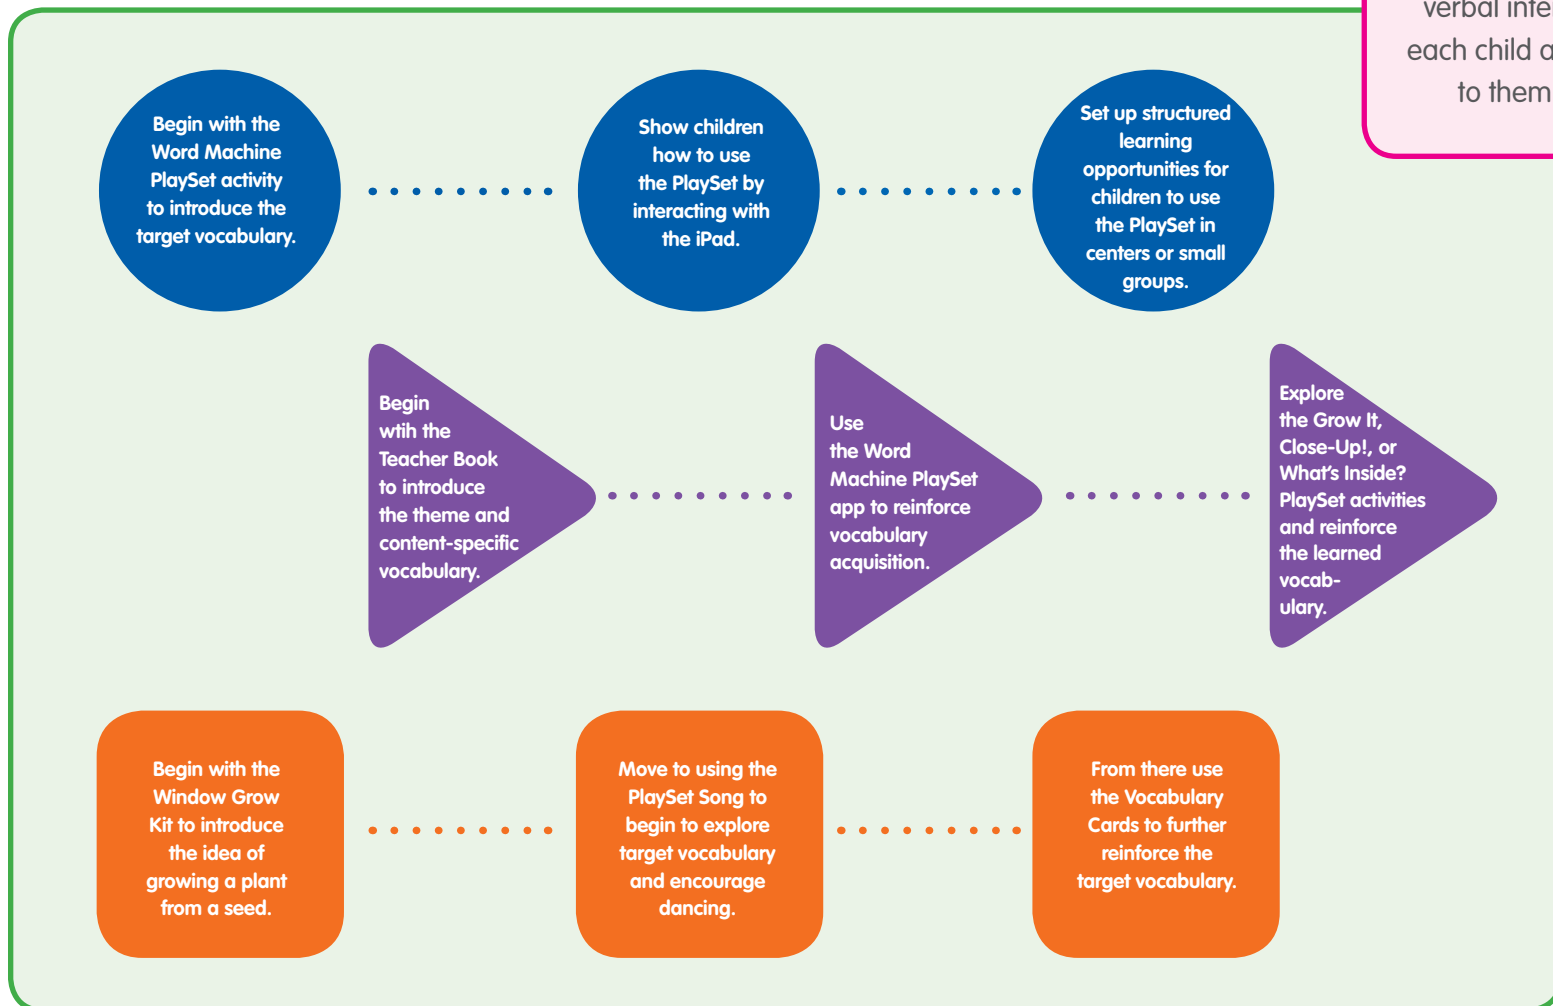 verbal
each child
to them
Begin with the
Word Machine
PlaySet activity
to introduce the
target vocabulary.
Show children
how to use
the PlaySet by
interacting with
the iPad.
Set up structured
learning
opportunities for
children to use
the PlaySet in
centers or small
groups.
Begin
wtih the
Teacher Book
to introduce
the theme and
content-specific
vocabulary.
Use
the Word
Machine PlaySet
app to reinforce
vocabulary
acquisition.
Explore
the Grow It,
Close-Up!, or
What's Inside?
PlaySet activities
and reinforce
the learned
vocab-
ulary.
Begin with the
Window Grow
Kit to introduce
the idea of
growing a plant
from a seed.
Move to using the
PlaySet Song to
begin to explore
target vocabulary
and encourage
dancing.
From there use
the Vocabulary
Cards to further
reinforce the
target vocabulary.